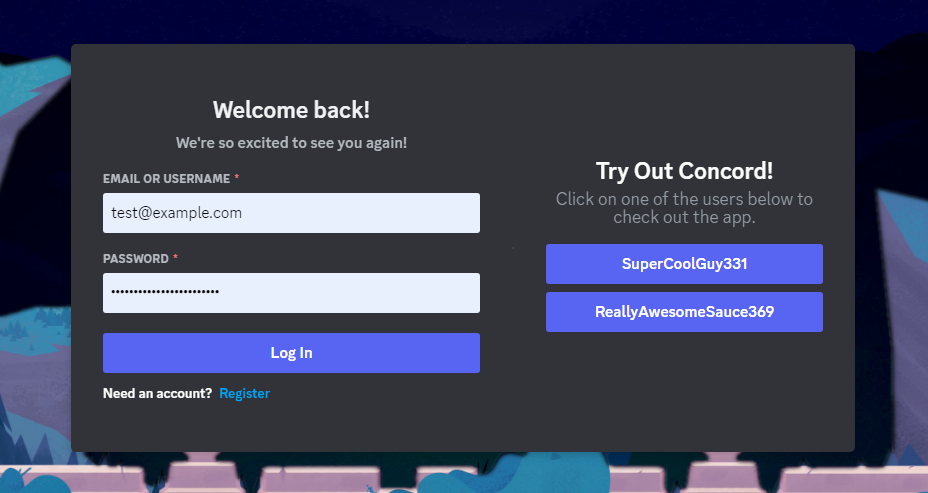 Welcome back!
We're so excited to see you again!
EMAIL OR USERNAME *
test@example.com
PASSWORD *
••••••••••••••••••••••••
Log In
Need an account? Register
Try Out Concord!
Click on one of the users below to
check out the app.
SuperCoolGuy331
ReallyAwesomeSauce369